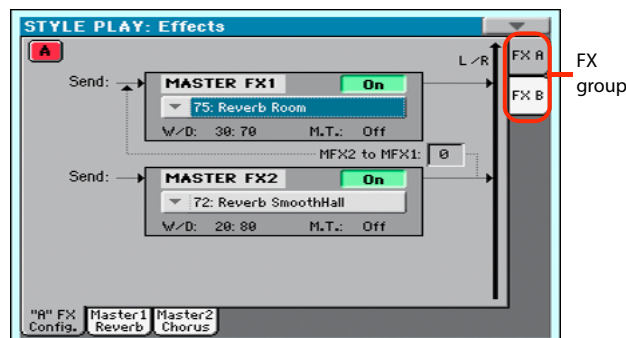 STYLE PLAY: Effects
A
L/R
FX A
FX B
FX
group
Send:
MASTER FX1
On
75: Reverb Room
W/D: 30:70 M.T.: Off
MFX2 to MFX1: 0
Send:
MASTER FX2
On
72: Reverb SmoothHall
W/D: 20:80 M.T.: Off
"A" FX
Config.
Master1
Reverb
Master2
Chorus